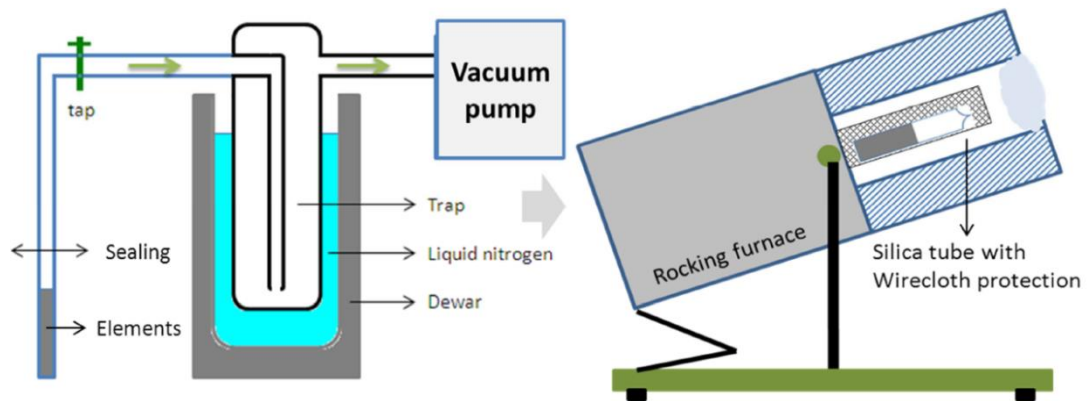 tap
Vacuum
pump
Trap
Sealing
Liquid nitrogen
Dewar
Elements
Rocking furnace
Silica tube with
Wirecloth protection